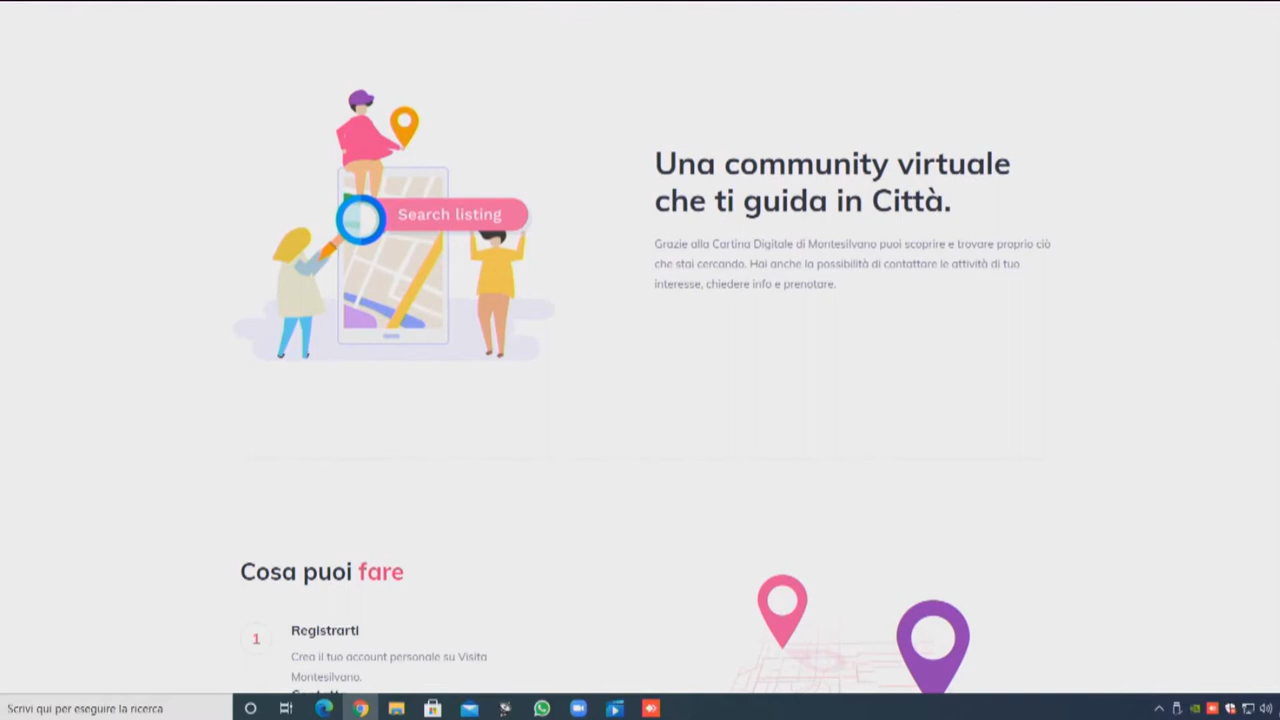 Search listing
Una community virtuale
che ti guida in Città.
Grazie alla Cartina Digitale di Montesilvano puoi scoprire e trovare proprio ciò
che stai cercando. Hai anche la possibilità di contattare le attività di tuo
interesse, chiedere info e prenotare.
Cosa puoi fare
1
Registrarti
Crea il tuo account personale su Visita
Montesilvano.
Scrivi qui per eseguire la ricerca